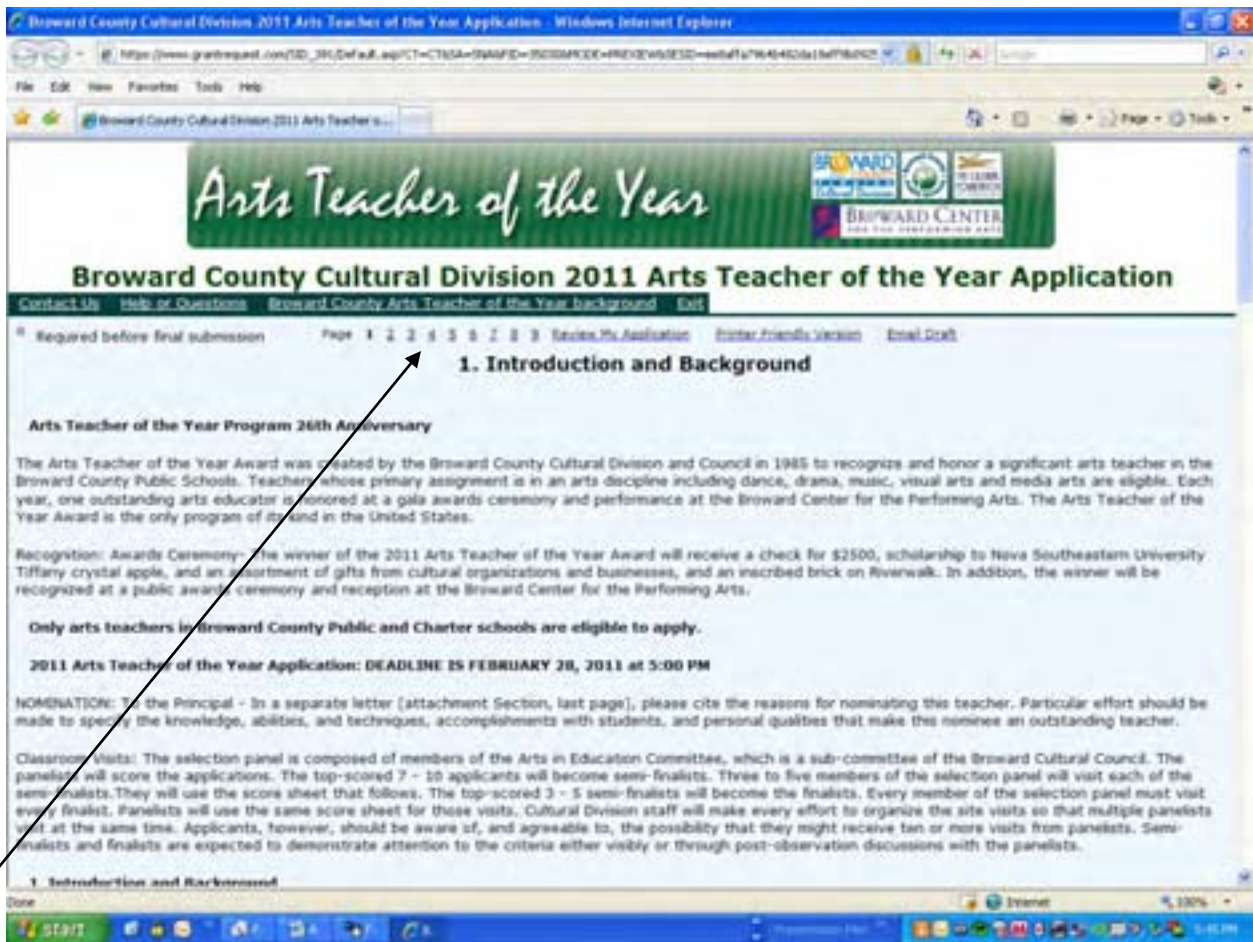 Broward County Cultural Division 2011 Arts Teacher of the Year Application - Windows Internet Explorer
File Edit View Favorites Tools Help
Broward County Cultural Division 2011 Arts Teacher o...
Page Tools
Arts Teacher of the Year
BROWARD
BROWARD CENTER
FOR THE PERFORMING ARTS
Broward County Cultural Division 2011 Arts Teacher of the Year Application
Contact Us Help or Questions Broward County Arts Teacher of the Year background Exit
* Required before final submission Page 1 2 3 4 5 6 7 8 9 Review My Application Printer Friendly Version Email Draft
1. Introduction and Background
Arts Teacher of the Year Program 26th Anniversary
The Arts Teacher of the Year Award was created by the Broward County Cultural Division and Council in 1985 to recognize and honor a significant arts teacher in the
Broward County Public Schools. Teachers whose primary assignment is in an arts discipline including dance, drama, music, visual arts and media arts are eligible. Each
year, one outstanding arts educator is honored at a gala awards ceremony and performance at the Broward Center for the Performing Arts. The Arts Teacher of the
Year Award is the only program of its kind in the United States.
Recognition: Awards Ceremony- The winner of the 2011 Arts Teacher of the Year Award will receive a check for $2500, scholarship to Nova Southeastern University
Tiffany crystal apple, and an assortment of gifts from cultural organizations and businesses, and an inscribed brick on Riverwalk. In addition, the winner will be
recognized at a public awards ceremony and reception at the Broward Center for the Performing Arts.
Only arts teachers in Broward County Public and Charter schools are eligible to apply.
2011 Arts Teacher of the Year Application: DEADLINE IS FEBRUARY 28, 2011 at 5:00 PM
NOMINATION: To the Principal - In a separate letter [attachment Section, last page], please cite the reasons for nominating this teacher. Particular effort should be
made to specify the knowledge, abilities, and techniques, accomplishments with students, and personal qualities that make this nominee an outstanding teacher.
Classroom Visits: The selection panel is composed of members of the Arts in Education Committee, which is a sub-committee of the Broward Cultural Council. The
panelists will score the applications. The top-scored 7 - 10 applicants will become semi-finalists. Three to five members of the selection panel will visit each of the
semi-finalists.They will use the score sheet that follows. The top-scored 3 - 5 semi-finalists will become the finalists. Every member of the selection panel must visit
every finalist. Panelists will use the same score sheet for those visits. Cultural Division staff will make every effort to organize the site visits so that multiple panelists
visit at the same time. Applicants, however, should be aware of, and agreeable to, the possibility that they might receive ten or more visits from panelists. Semi-
finalists and finalists are expected to demonstrate attention to the criteria either visibly or through post-observation discussions with the panelists.
1. Introduction and Background
Done Internet 100%
start